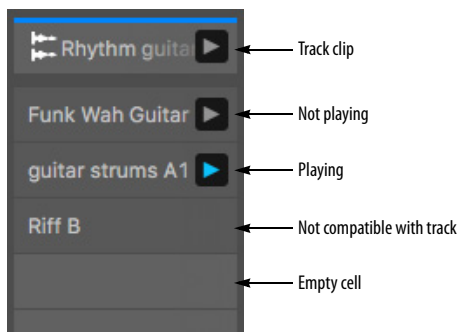 Rhythm guita
Track clip
Funk Wah Guitar
Not playing
guitar strums A1
Playing
Riff B
Not compatible with track
Empty cell